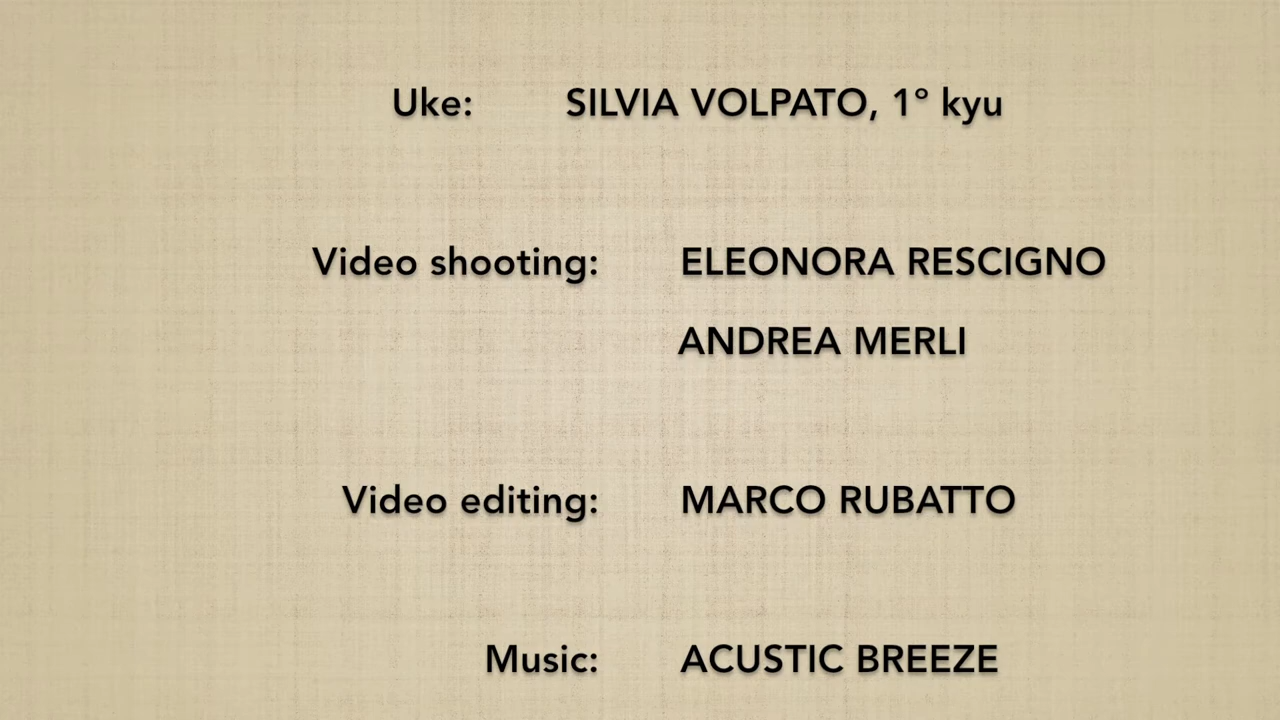 Uke: SILVIA VOLPATO, 1° kyu
Video shooting: ELEONORA RESCIGNO
ANDREA MERLI
Video editing: MARCO RUBATTO
Music: ACUSTIC BREEZE